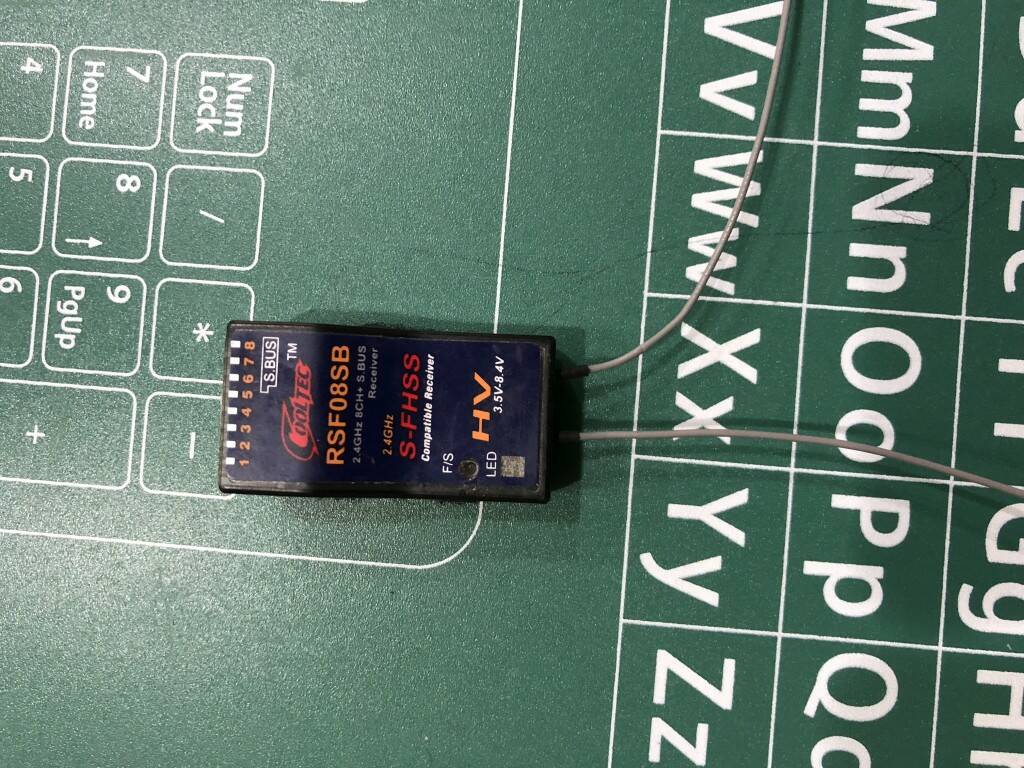 S.BUS
1 2 3 4 5 6 7 8
COOLTEC TM
RSF08SB
2.4GHz 8CH+ S.BUS
Receiver
2.4GHz
S-FHSS
Compatible Receiver
F/S
LED
HV
3.5V-8.4V
Num
Lock
/
*
-
7
Home
8
9
PgUp
+
4
5
6
Vv
Ww
Xx
Yy
Zz
Mm
Nn
Oo
Pp
Qq
Gg